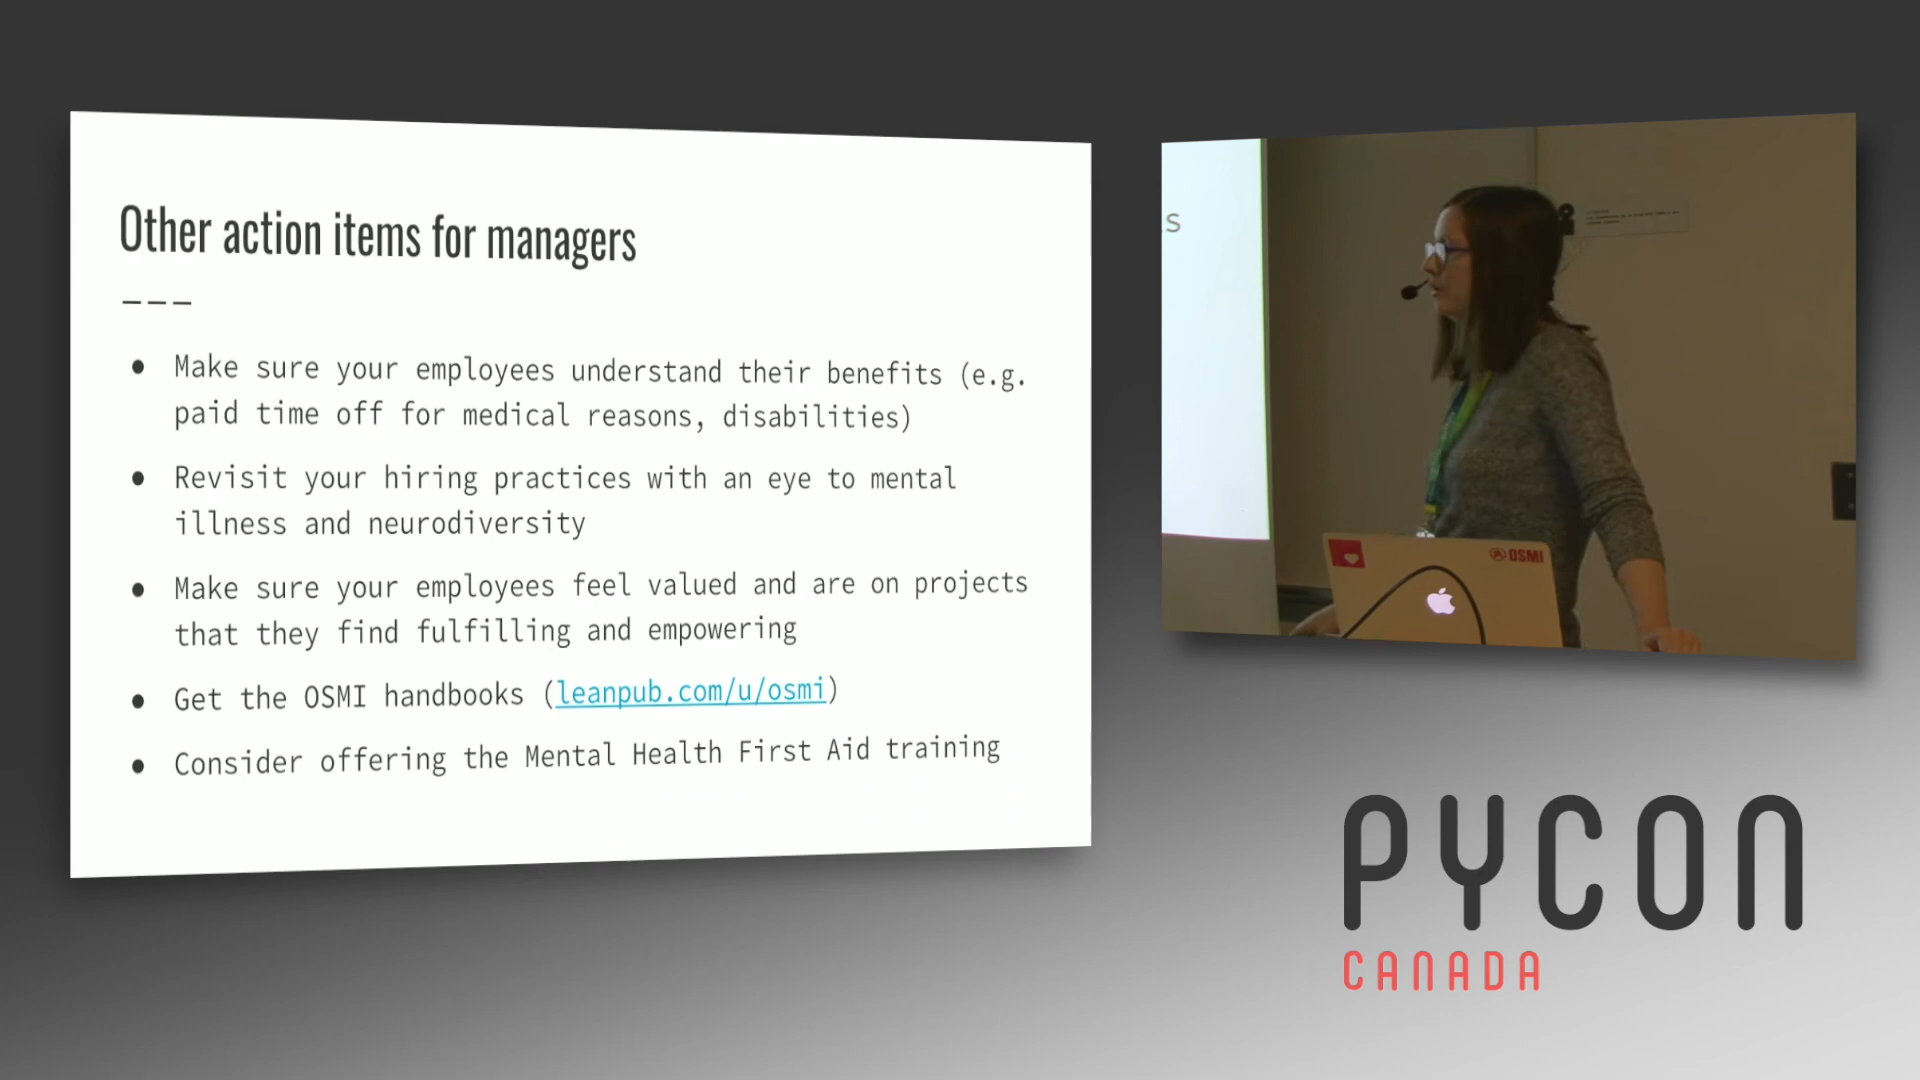 Other action items for managers
---
● Make sure your employees understand their benefits (e.g.
paid time off for medical reasons, disabilities)
● Revisit your hiring practices with an eye to mental
illness and neurodiversity
● Make sure your employees feel valued and are on projects
that they find fulfilling and empowering
● Get the OSMI handbooks (leanpub.com/u/osmi)
● Consider offering the Mental Health First Aid training
s
OSMI
PYCON
CANADA